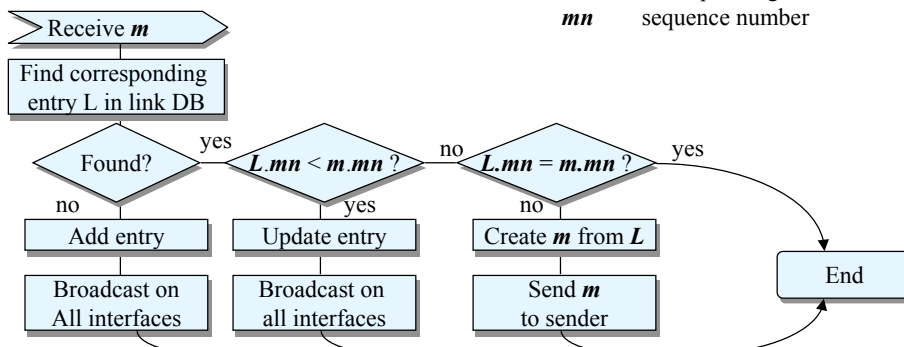 mn sequence number
Receive m
Find corresponding
entry L in link DB
Found?
yes
L.mn < m.mn ?
no
L.mn = m.mn ?
yes
no
yes
no
Add entry
Update entry
Create m from L
End
Broadcast on
All interfaces
Broadcast on
all interfaces
Send m
to sender